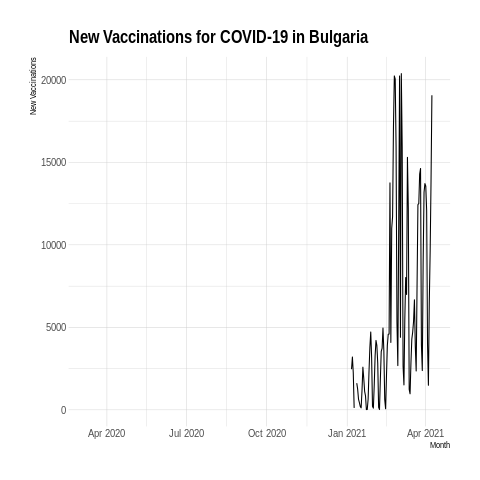 New Vaccinations for COVID-19 in Bulgaria
New Vaccinations
20000
15000
10000
5000
0
Apr 2020 Jul 2020 Oct 2020 Jan 2021 Apr 2021
Month